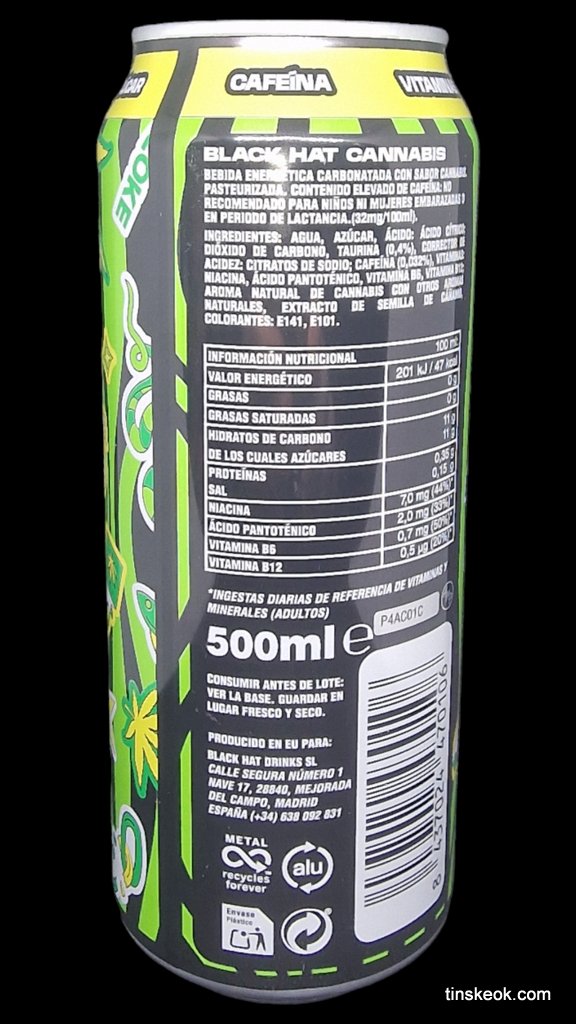 CAFEÍNA
BLACK HAT CANNABIS
BEBIDA ENERGÉTICA CARBONATADA CON SABOR CANNABIS.
PASTEURIZADA. CONTENIDO ELEVADO DE CAFEÍNA: NO
RECOMENDADO PARA NIÑOS NI MUJERES EMBARAZADAS O
EN PERIODO DE LACTANCIA.(32mg/100ml).
INGREDIENTES: AGUA, AZÚCAR, ÁCIDO: ÁCIDO CÍTRICO;
DIÓXIDO DE CARBONO, TAURINA (0,4%), CORRECTOR DE
ACIDEZ: CITRATOS DE SODIO; CAFEÍNA (0,032%), VITAMINAS:
NIACINA, ÁCIDO PANTOTÉNICO, VITAMINA B6, VITAMINA B12;
AROMA NATURAL DE CANNABIS CON OTROS AROMAS
NATURALES, EXTRACTO DE SEMILLA DE CÁÑAMO,
COLORANTES: E141, E101.
INFORMACIÓN NUTRICIONAL 100 ml:
VALOR ENERGÉTICO 201 kJ / 47 kcal
GRASAS 0 g
GRASAS SATURADAS 0 g
HIDRATOS DE CARBONO 11 g
DE LOS CUALES AZÚCARES 11 g
PROTEÍNAS 0,35 g
SAL 0,15 g
NIACINA 7,0 mg (44%)*
ÁCIDO PANTOTÉNICO 2,0 mg (33%)*
VITAMINA B6 0,7 mg (50%)*
VITAMINA B12 0,5 µg (20%)*
*INGESTAS DIARIAS DE REFERENCIA DE VITAMINAS Y
MINERALES (ADULTOS)
P4AC01C
500ml e
CONSUMIR ANTES DE LOTE:
VER LA BASE. GUARDAR EN
LUGAR FRESCO Y SECO.
PRODUCIDO EN EU PARA:
BLACK HAT DRINKS SL
CALLE SEGURA NÚMERO 1
NAVE 17, 28840, MEJORADA
DEL CAMPO, MADRID
ESPAÑA (+34) 638 092 831
METAL
recycles
forever
alu
Envase
Plástico
8 437024 470106
tinskeok.com